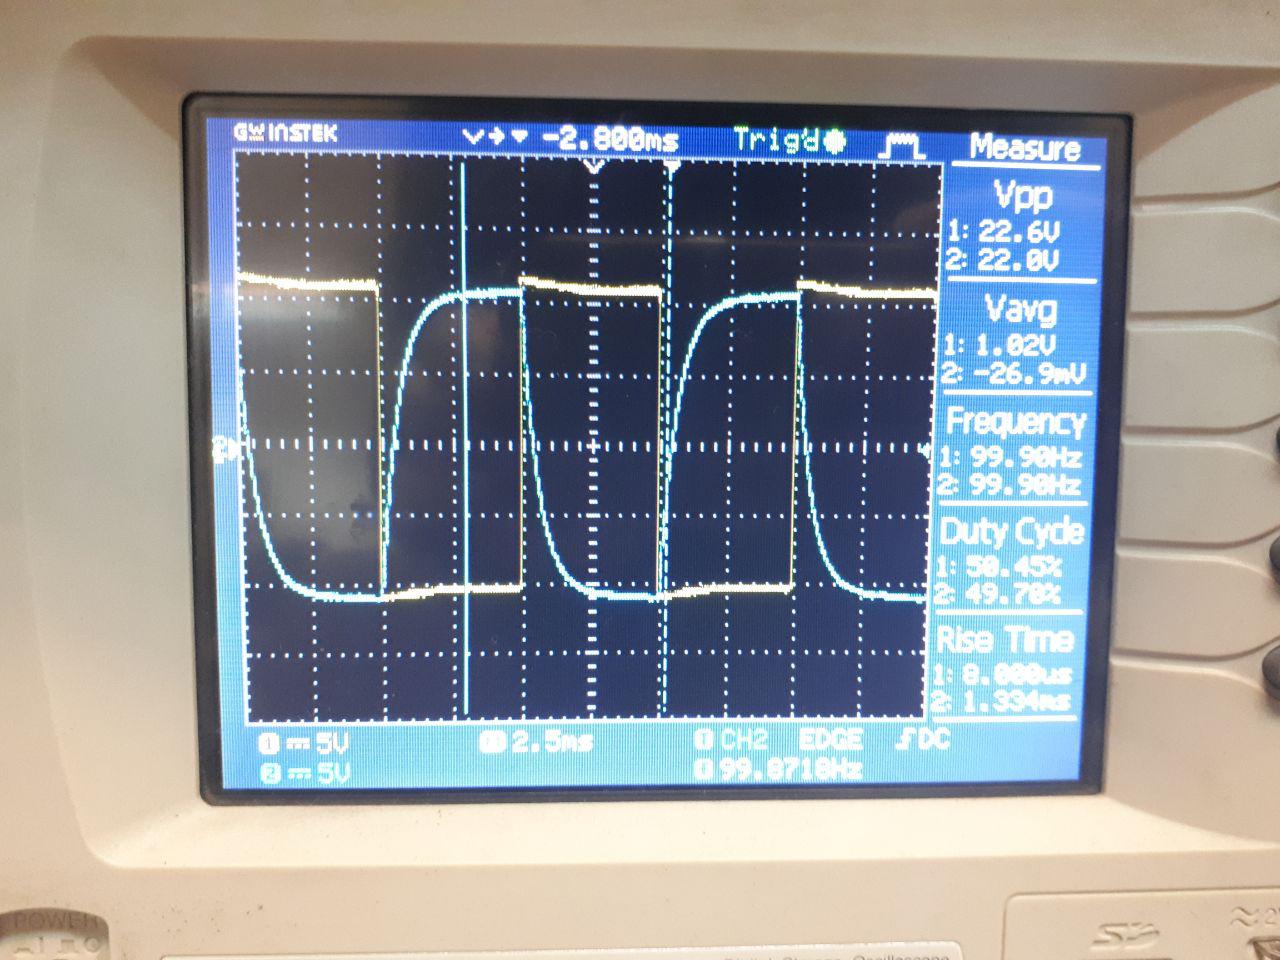 GW INSTEK
-2.800ms
Trig'd
Measure
Vpp
1: 22.6V
2: 22.0V
Vavg
1: 1.02V
2: -26.9mV
Frequency
1: 99.90Hz
2: 99.90Hz
Duty Cycle
1: 50.45%
2: 49.70%
Rise Time
1: 8.000us
2: 1.334ms
1 5V
2.5ms
CH2 EDGE DC
2 5V
99.8718Hz
POWER
SD